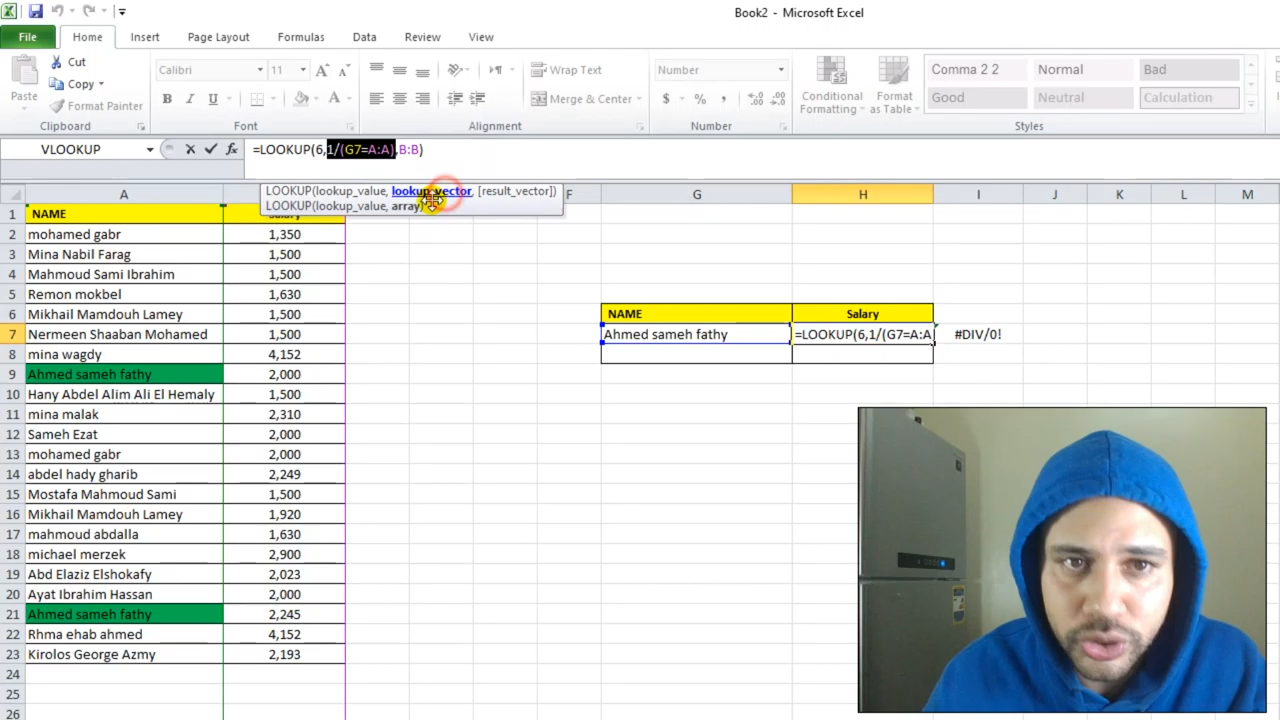 Book2 - Microsoft Excel
File Home Insert Page Layout Formulas Data Review View
Paste
Cut
Copy
Format Painter
Calibri 11
B I U A
Wrap Text
Merge & Center
Number
$ % ,
Conditional Formatting
Format as Table
Comma 2 2 Normal Bad
Good Neutral Calculation
Clipboard Font Alignment Number Styles
VLOOKUP fx =LOOKUP(6,1/(G7=A:A),B:B)
LOOKUP(lookup_value, lookup_vector, [result_vector])
LOOKUP(lookup_value, array)
A F G H I J K L M
1 NAME Salary
2 mohamed gabr 1,350
3 Mina Nabil Farag 1,500
4 Mahmoud Sami Ibrahim 1,500
5 Remon mokbel 1,630
6 Mikhail Mamdouh Lamey 1,500 NAME Salary
7 Nermeen Shaaban Mohamed 1,500 Ahmed sameh fathy =LOOKUP(6,1/(G7=A:A #DIV/0!
8 mina wagdy 4,152
9 Ahmed sameh fathy 2,000
10 Hany Abdel Alim Ali El Hemaly 1,500
11 mina malak 2,310
12 Sameh Ezat 2,000
13 mohamed gabr 2,000
14 abdel hady gharib 2,249
15 Mostafa Mahmoud Sami 1,500
16 Mikhail Mamdouh Lamey 1,920
17 mahmoud abdalla 1,630
18 michael merzek 2,900
19 Abd Elaziz Elshokafy 2,023
20 Ayat Ibrahim Hassan 2,000
21 Ahmed sameh fathy 2,245
22 Rhma ehab ahmed 4,152
23 Kirolos George Azmy 2,193
24
25
26